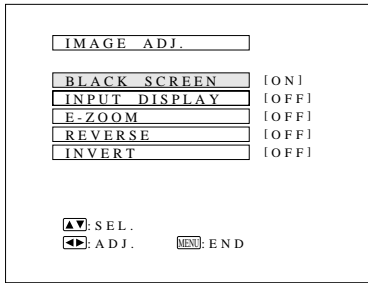 IMAGE ADJ.
BLACK SCREEN [ON]
INPUT DISPLAY [OFF]
E-ZOOM [OFF]
REVERSE [OFF]
INVERT [OFF]
▲▼:SEL.
◀▶:ADJ. MENU:END